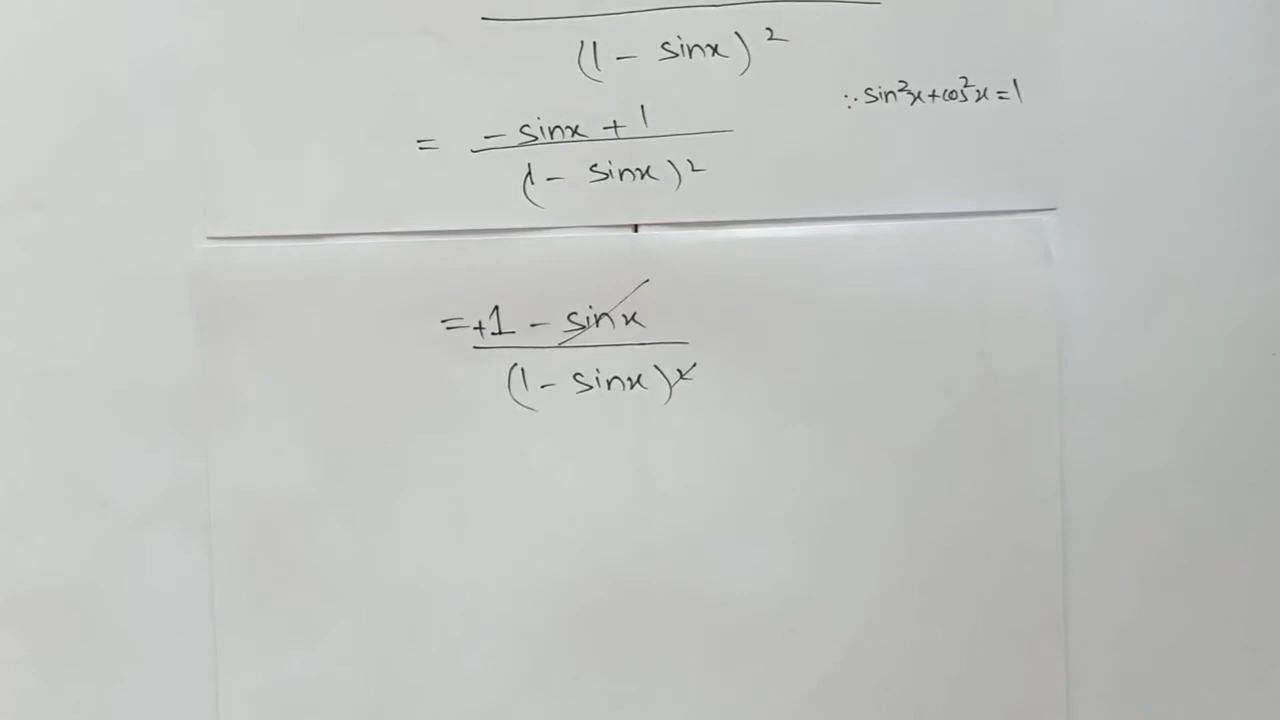 (1 - sinx)²
∵ sin²x + cos²x = 1
= -sinx + 1
(1 - sinx)²
= +1 - sinx
(1 - sinx)²